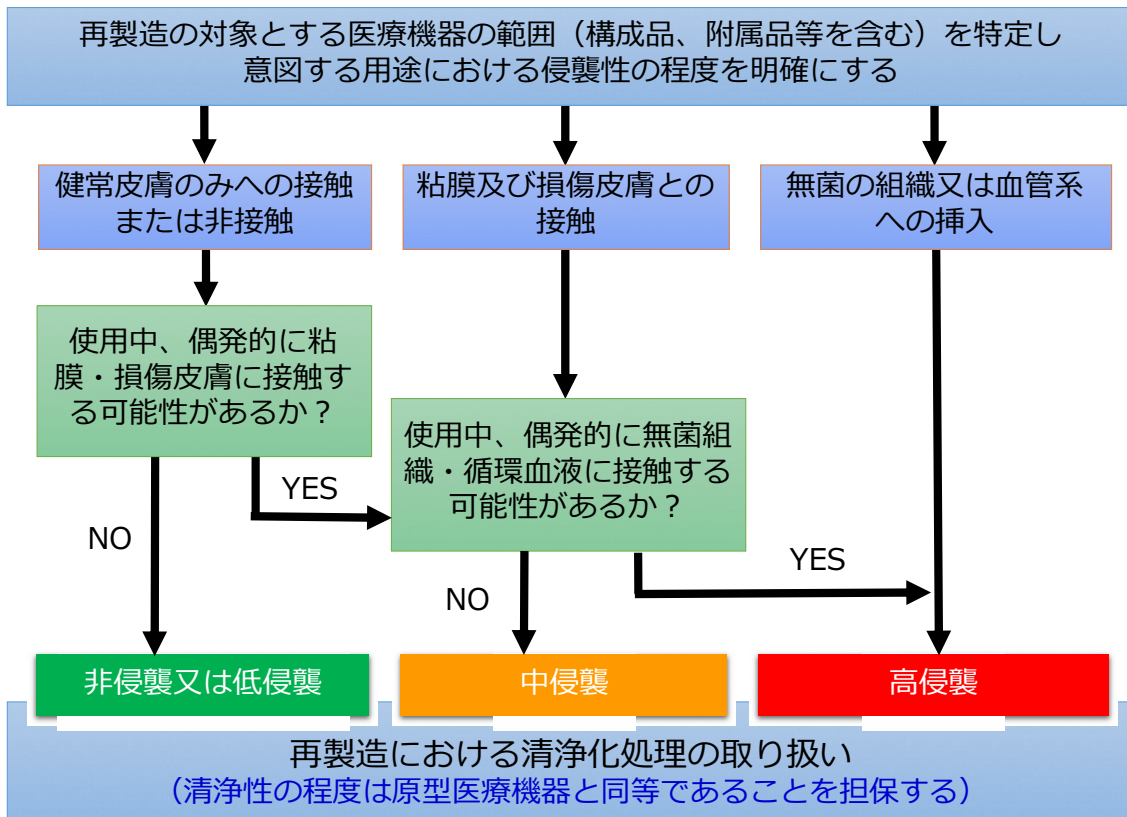 再製造の対象とする医療機器の範囲（構成品、附属品等を含む）を特定し
意図する用途における侵襲性の程度を明確にする
健常皮膚のみへの接触
または非接触
粘膜及び損傷皮膚との
接触
無菌の組織又は血管系
への挿入
使用中、偶発的に粘
膜・損傷皮膚に接触す
る可能性があるか？
使用中、偶発的に無菌組
織・循環血液に接触する
可能性があるか？
YES
NO
YES
NO
非侵襲又は低侵襲
中侵襲
高侵襲
再製造における清浄化処理の取り扱い
（清浄性の程度は原型医療機器と同等であることを担保する）